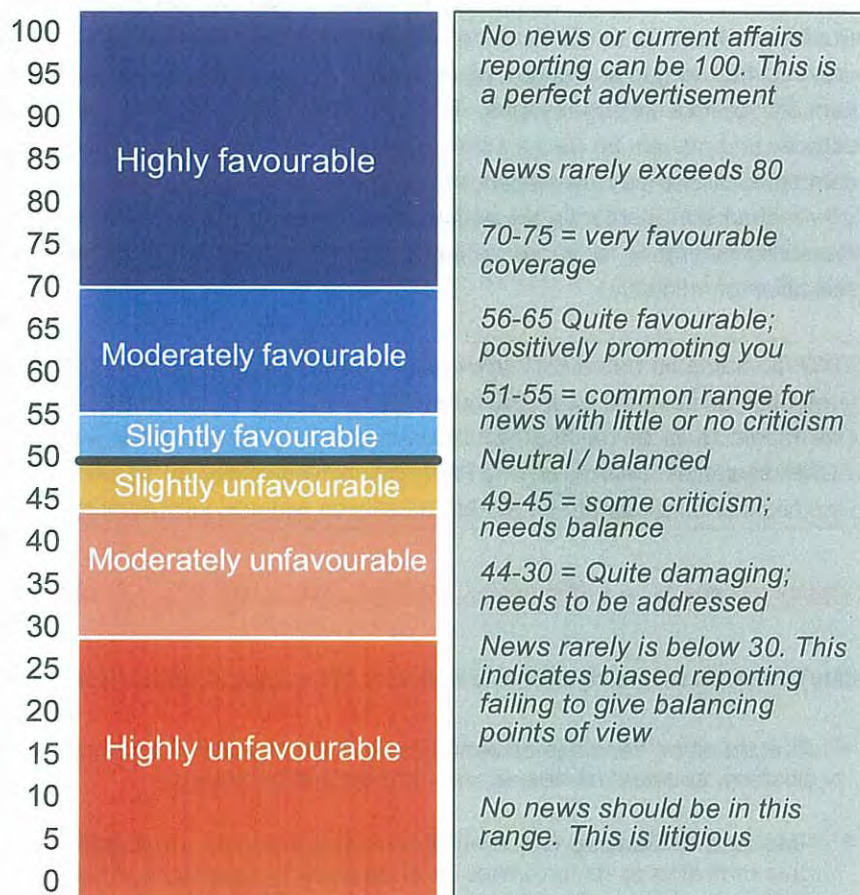 100
95
90
85
80
75
70
65
60
55
50
45
40
35
30
25
20
15
10
5
0
Highly favourable
Moderately favourable
Slightly favourable
Slightly unfavourable
Moderately unfavourable
Highly unfavourable
No news or current affairs
reporting can be 100. This is
a perfect advertisement
News rarely exceeds 80
70-75 = very favourable
coverage
56-65 Quite favourable;
positively promoting you
51-55 = common range for
news with little or no criticism
Neutral / balanced
49-45 = some criticism;
needs balance
44-30 = Quite damaging;
needs to be addressed
News rarely is below 30. This
indicates biased reporting
failing to give balancing
points of view
No news should be in this
range. This is litigious